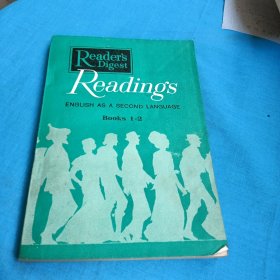 Reader's
Digest
Readings
ENGLISH AS A SECOND LANGUAGE
Books 1-2